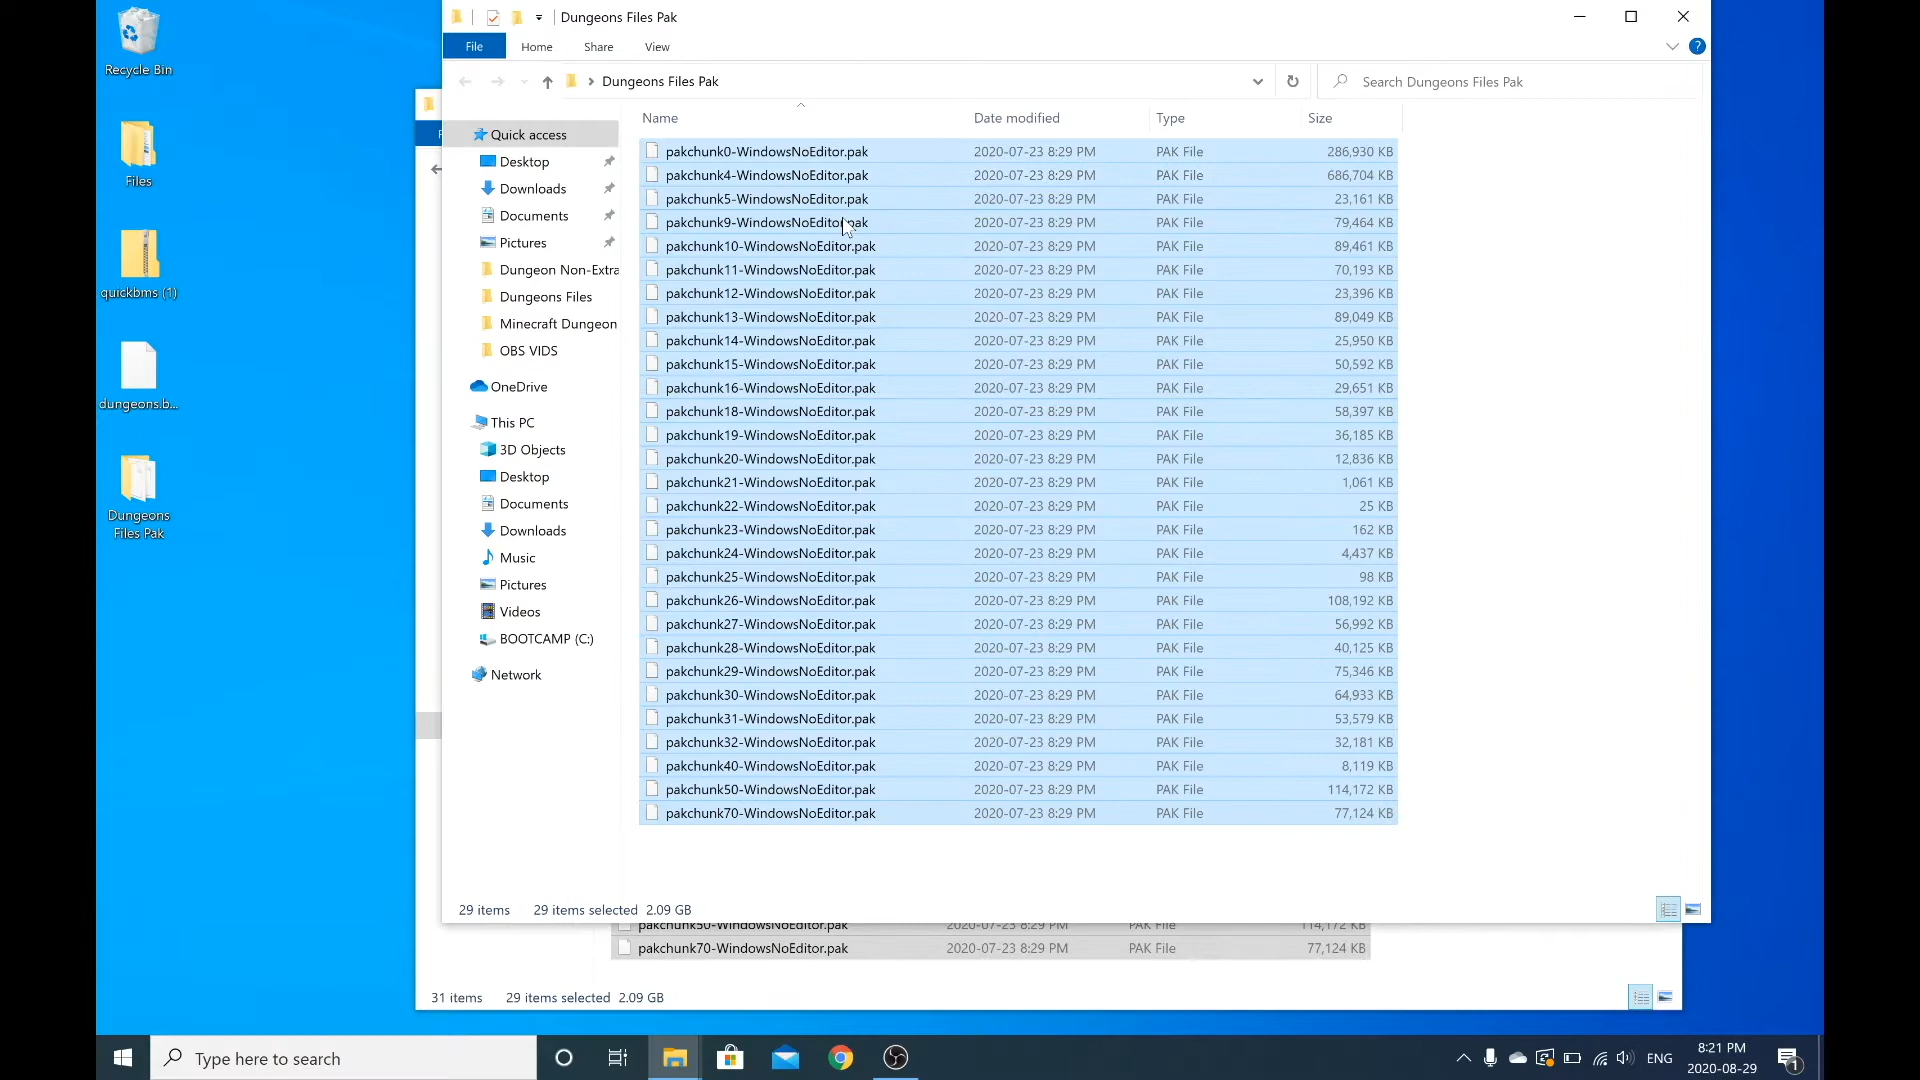 Recycle Bin
Files
quickbms (1)
dungeons.b...
Dungeons
Files Pak
Dungeons Files Pak
File Home Share View
Dungeons Files Pak
Search Dungeons Files Pak
Name Date modified Type Size
Quick access
Desktop
Downloads
Documents
Pictures
Dungeon Non-Extra
Dungeons Files
Minecraft Dungeon
OBS VIDS
OneDrive
This PC
3D Objects
Desktop
Documents
Downloads
Music
Pictures
Videos
BOOTCAMP (C:)
Network
pakchunk0-WindowsNoEditor.pak 2020-07-23 8:29 PM PAK File 286,930 KB
pakchunk4-WindowsNoEditor.pak 2020-07-23 8:29 PM PAK File 686,704 KB
pakchunk5-WindowsNoEditor.pak 2020-07-23 8:29 PM PAK File 23,161 KB
pakchunk9-WindowsNoEditor.pak 2020-07-23 8:29 PM PAK File 79,464 KB
pakchunk10-WindowsNoEditor.pak 2020-07-23 8:29 PM PAK File 89,461 KB
pakchunk11-WindowsNoEditor.pak 2020-07-23 8:29 PM PAK File 70,193 KB
pakchunk12-WindowsNoEditor.pak 2020-07-23 8:29 PM PAK File 23,396 KB
pakchunk13-WindowsNoEditor.pak 2020-07-23 8:29 PM PAK File 89,049 KB
pakchunk14-WindowsNoEditor.pak 2020-07-23 8:29 PM PAK File 25,950 KB
pakchunk15-WindowsNoEditor.pak 2020-07-23 8:29 PM PAK File 50,592 KB
pakchunk16-WindowsNoEditor.pak 2020-07-23 8:29 PM PAK File 29,651 KB
pakchunk18-WindowsNoEditor.pak 2020-07-23 8:29 PM PAK File 58,397 KB
pakchunk19-WindowsNoEditor.pak 2020-07-23 8:29 PM PAK File 36,185 KB
pakchunk20-WindowsNoEditor.pak 2020-07-23 8:29 PM PAK File 12,836 KB
pakchunk21-WindowsNoEditor.pak 2020-07-23 8:29 PM PAK File 1,061 KB
pakchunk22-WindowsNoEditor.pak 2020-07-23 8:29 PM PAK File 25 KB
pakchunk23-WindowsNoEditor.pak 2020-07-23 8:29 PM PAK File 162 KB
pakchunk24-WindowsNoEditor.pak 2020-07-23 8:29 PM PAK File 4,437 KB
pakchunk25-WindowsNoEditor.pak 2020-07-23 8:29 PM PAK File 98 KB
pakchunk26-WindowsNoEditor.pak 2020-07-23 8:29 PM PAK File 108,192 KB
pakchunk27-WindowsNoEditor.pak 2020-07-23 8:29 PM PAK File 56,992 KB
pakchunk28-WindowsNoEditor.pak 2020-07-23 8:29 PM PAK File 40,125 KB
pakchunk29-WindowsNoEditor.pak 2020-07-23 8:29 PM PAK File 75,346 KB
pakchunk30-WindowsNoEditor.pak 2020-07-23 8:29 PM PAK File 64,933 KB
pakchunk31-WindowsNoEditor.pak 2020-07-23 8:29 PM PAK File 53,579 KB
pakchunk32-WindowsNoEditor.pak 2020-07-23 8:29 PM PAK File 32,181 KB
pakchunk40-WindowsNoEditor.pak 2020-07-23 8:29 PM PAK File 8,119 KB
pakchunk50-WindowsNoEditor.pak 2020-07-23 8:29 PM PAK File 114,172 KB
pakchunk70-WindowsNoEditor.pak 2020-07-23 8:29 PM PAK File 77,124 KB
29 items 29 items selected 2.09 GB
pakchunk50-WindowsNoEditor.pak 2020-07-23 8:29 PM PAK File 114,172 KB
pakchunk70-WindowsNoEditor.pak 2020-07-23 8:29 PM PAK File 77,124 KB
31 items 29 items selected 2.09 GB
Type here to search
ENG
8:21 PM
2020-08-29
1